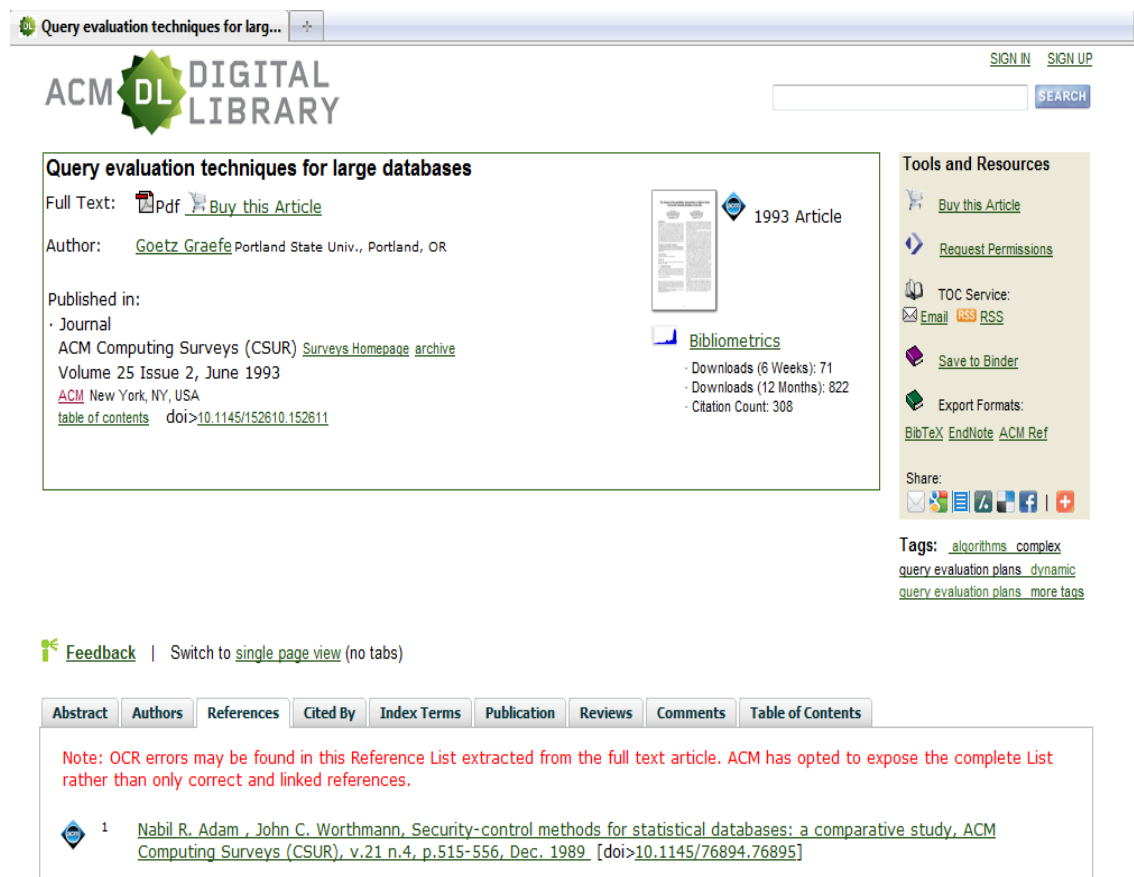 Query evaluation techniques for larg...
SIGN IN SIGN UP
ACM DL DIGITAL LIBRARY
SEARCH
Query evaluation techniques for large databases
Full Text: Pdf Buy this Article
Author: Goetz Graefe Portland State Univ., Portland, OR
Published in:
· Journal
ACM Computing Surveys (CSUR) Surveys Homepage archive
Volume 25 Issue 2, June 1993
ACM New York, NY, USA
table of contents doi>10.1145/152610.152611
1993 Article
Bibliometrics
· Downloads (6 Weeks): 71
· Downloads (12 Months): 822
· Citation Count: 308
Tools and Resources
Buy this Article
Request Permissions
TOC Service:
Email RSS RSS
Save to Binder
Export Formats:
BibTeX EndNote ACM Ref
Share:
Tags: algorithms complex
query evaluation plans dynamic
query evaluation plans more tags
Feedback | Switch to single page view (no tabs)
Abstract Authors References Cited By Index Terms Publication Reviews Comments Table of Contents
Note: OCR errors may be found in this Reference List extracted from the full text article. ACM has opted to expose the complete List
rather than only correct and linked references.
1 Nabil R. Adam , John C. Worthmann, Security-control methods for statistical databases: a comparative study, ACM
Computing Surveys (CSUR), v.21 n.4, p.515-556, Dec. 1989 [doi>10.1145/76894.76895]